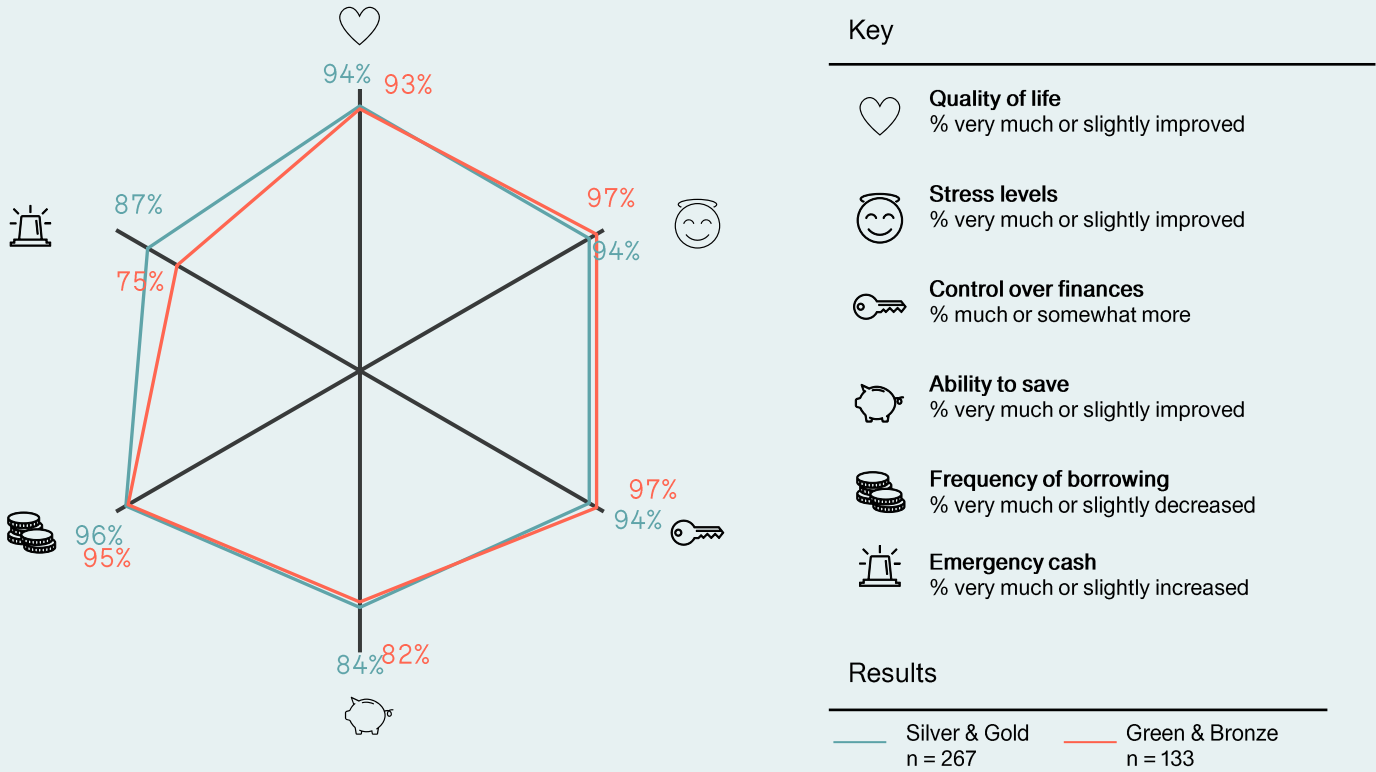 94%
93%
87%
97%
94%
75%
97%
94%
96%
95%
84%
82%
Key
Quality of life
% very much or slightly improved
Stress levels
% very much or slightly improved
Control over finances
% much or somewhat more
Ability to save
% very much or slightly improved
Frequency of borrowing
% very much or slightly decreased
Emergency cash
% very much or slightly increased
Results
Silver & Gold
n = 267
Green & Bronze
n = 133